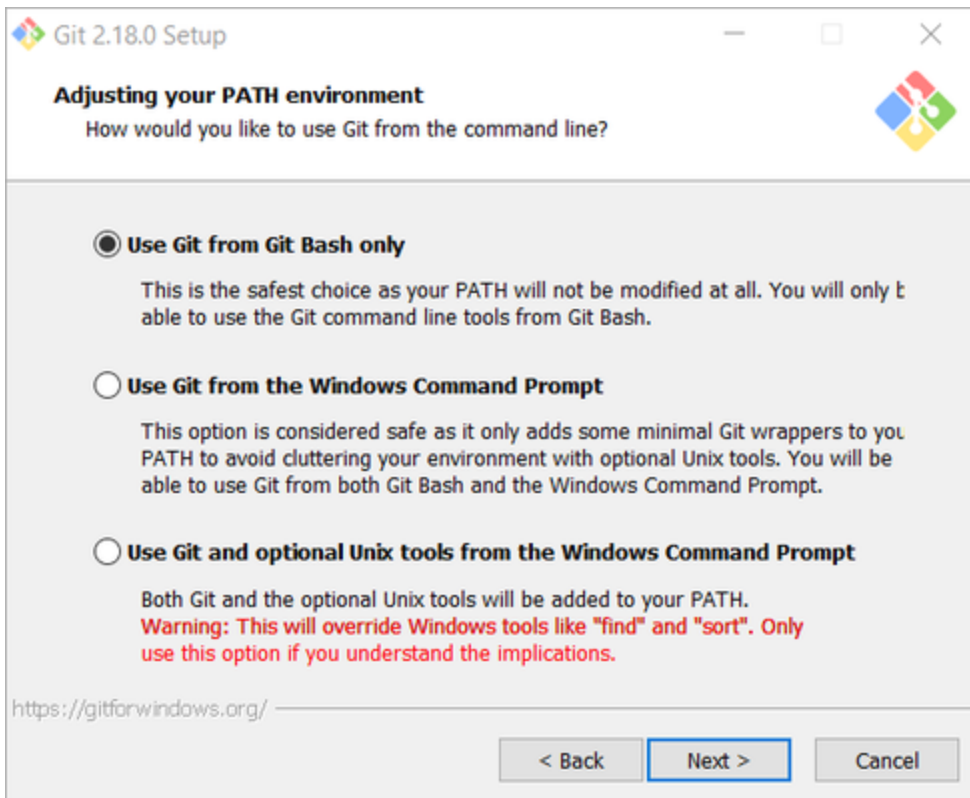 Git 2.18.0 Setup
Adjusting your PATH environment
How would you like to use Git from the command line?
Use Git from Git Bash only
This is the safest choice as your PATH will not be modified at all. You will only b
able to use the Git command line tools from Git Bash.
Use Git from the Windows Command Prompt
This option is considered safe as it only adds some minimal Git wrappers to you
PATH to avoid cluttering your environment with optional Unix tools. You will be
able to use Git from both Git Bash and the Windows Command Prompt.
Use Git and optional Unix tools from the Windows Command Prompt
Both Git and the optional Unix tools will be added to your PATH.
Warning: This will override Windows tools like "find" and "sort". Only
use this option if you understand the implications.
https://gitforwindows.org/
< Back Next > Cancel